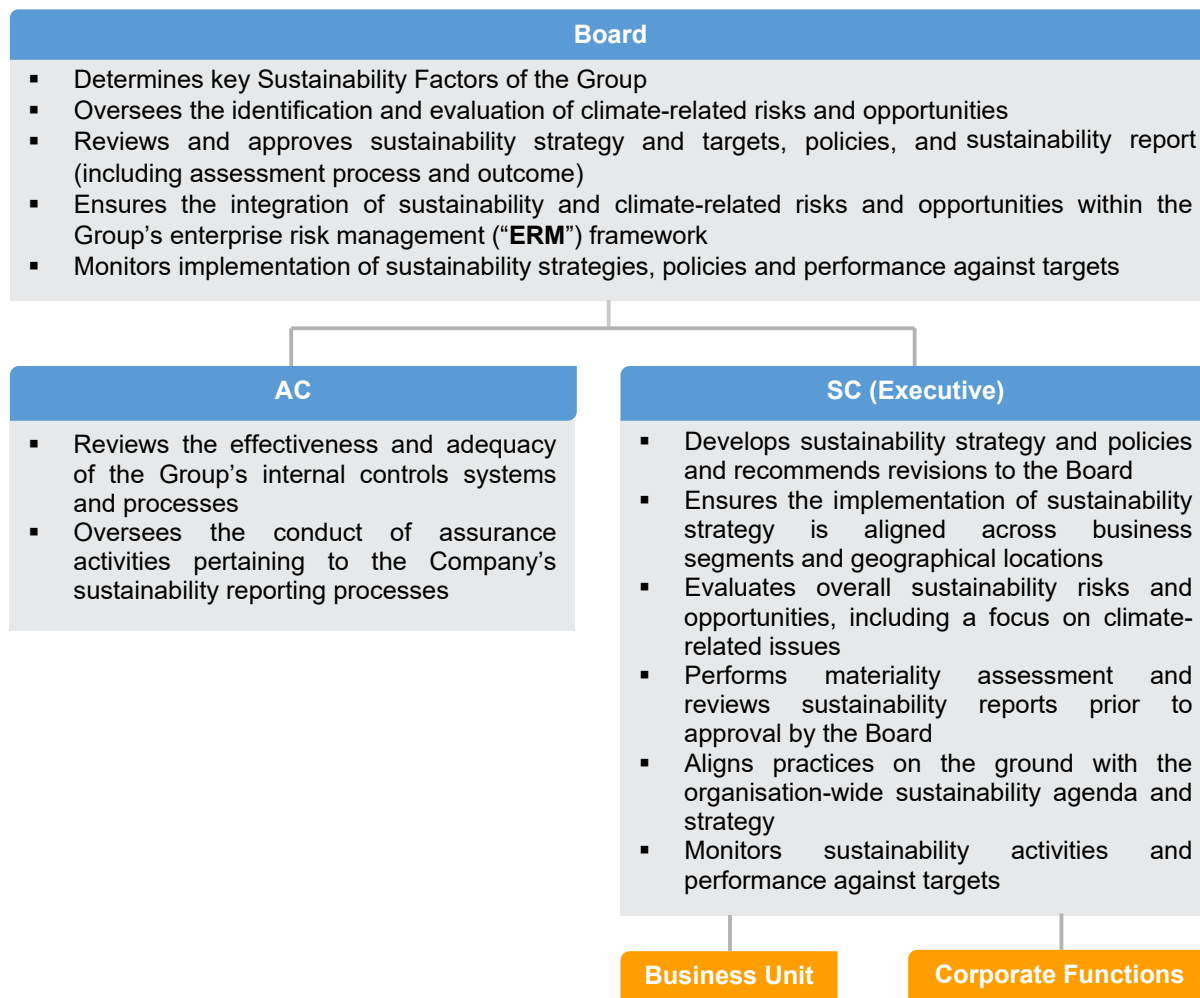 Board
▪ Determines key Sustainability Factors of the Group
▪ Oversees the identification and evaluation of climate-related risks and opportunities
▪ Reviews and approves sustainability strategy and targets, policies, and sustainability report
(including assessment process and outcome)
▪ Ensures the integration of sustainability and climate-related risks and opportunities within the
Group’s enterprise risk management (“ERM”) framework
▪ Monitors implementation of sustainability strategies, policies and performance against targets
AC
▪ Reviews the effectiveness and adequacy
of the Group’s internal controls systems
and processes
▪ Oversees the conduct of assurance
activities pertaining to the Company’s
sustainability reporting processes
SC (Executive)
▪ Develops sustainability strategy and policies
and recommends revisions to the Board
▪ Ensures the implementation of sustainability
strategy is aligned across business
segments and geographical locations
▪ Evaluates overall sustainability risks and
opportunities, including a focus on climate-
related issues
▪ Performs materiality assessment and
reviews sustainability reports prior to
approval by the Board
▪ Aligns practices on the ground with the
organisation-wide sustainability agenda and
strategy
▪ Monitors sustainability activities and
performance against targets
Business Unit
Corporate Functions